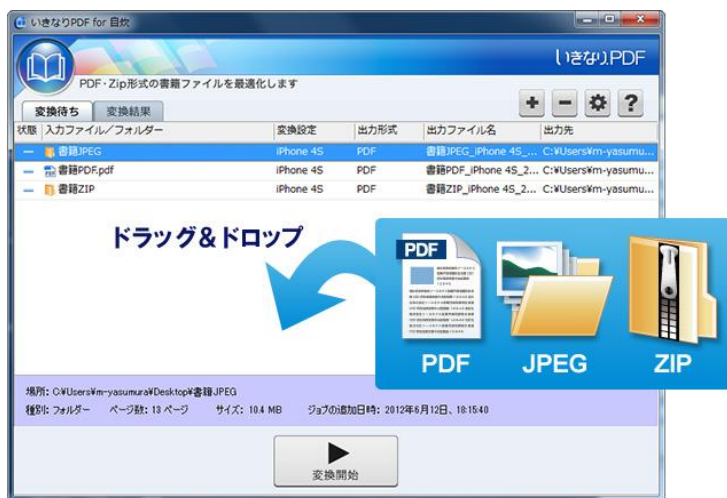 いきなりPDF for 自炊
いきなりPDF
PDF・Zip形式の書籍ファイルを最適化します
変換待ち 変換結果
状態 入力ファイル/フォルダー 変換設定 出力形式 出力ファイル名 出力先
書籍JPEG iPhone 4S PDF 書籍JPEG_iPhone 4S_... C:¥Users¥m-yasumu...
書籍PDF.pdf iPhone 4S PDF 書籍PDF_iPhone 4S_2... C:¥Users¥m-yasumu...
書籍ZIP iPhone 4S PDF 書籍ZIP_iPhone 4S_2... C:¥Users¥m-yasumu...
ドラッグ&ドロップ
PDF
PDF JPEG ZIP
場所: C:¥Users¥m-yasumura¥Desktop¥書籍JPEG
種別: フォルダー ページ数: 13 ページ サイズ: 10.4 MB ジョブの追加日時: 2012年6月12日、18:15:40
変換開始